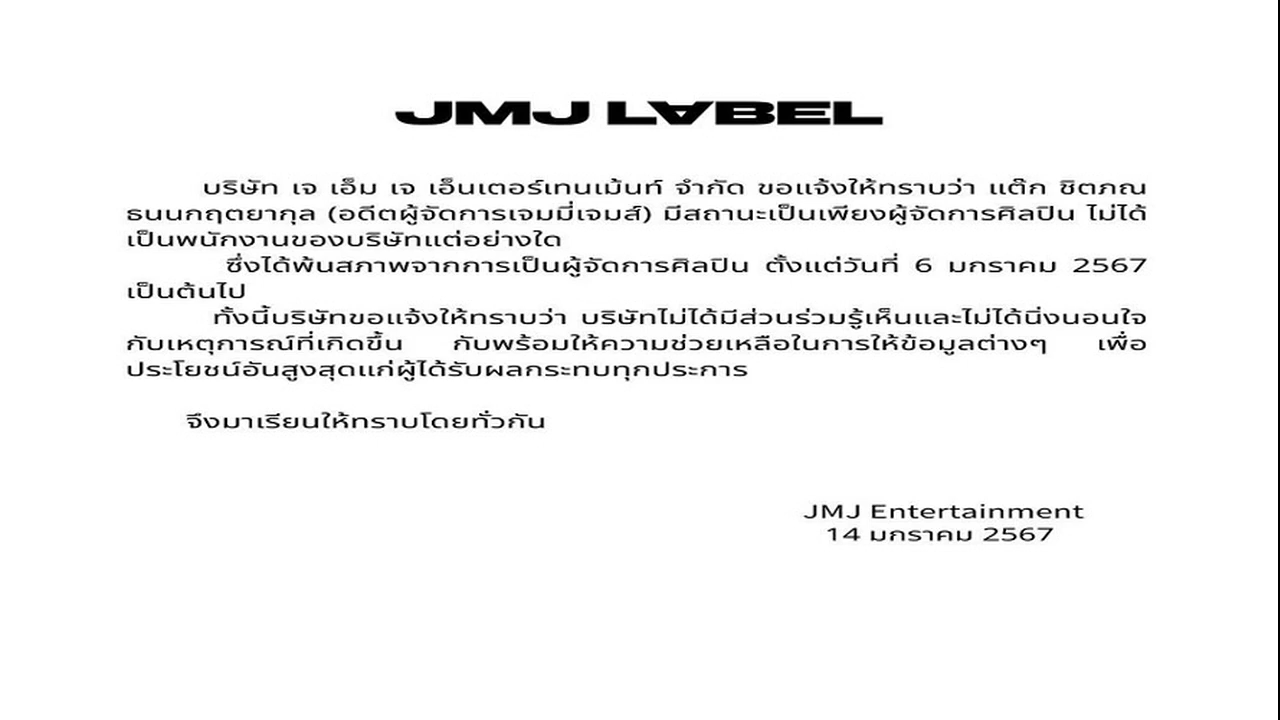 JMJ LABEL
บริษัท เจ เอ็ม เจ เอ็นเตอร์เทนเม้นท์ จำกัด ขอแจ้งให้ทราบว่า แต๊ก ชิตภณ
ธนนกฤตยากุล (อดีตผู้จัดการเจมมี่เจมส์) มีสถานะเป็นเพียงผู้จัดการศิลปิน ไม่ได้
เป็นพนักงานของบริษัทแต่อย่างใด
ซึ่งได้พ้นสภาพจากการเป็นผู้จัดการศิลปิน ตั้งแต่วันที่ 6 มกราคม 2567
เป็นต้นไป
ทั้งนี้บริษัทขอแจ้งให้ทราบว่า บริษัทไม่ได้มีส่วนร่วมรู้เห็นและไม่ได้นิ่งนอนใจ
กับเหตุการณ์ที่เกิดขึ้น กับพร้อมให้ความช่วยเหลือในการให้ข้อมูลต่างๆ เพื่อ
ประโยชน์อันสูงสุดแก่ผู้ได้รับผลกระทบทุกประการ
จึงมาเรียนให้ทราบโดยทั่วกัน
JMJ Entertainment
14 มกราคม 2567